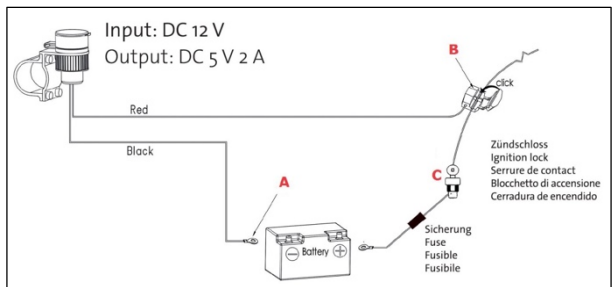 Input: DC 12 V
Output: DC 5 V 2 A
B
click
Red
Black
Zündschloss
Ignition lock
Serrure de contact
Blocchetto di accensione
Cerradura de encendido
C
A
Sicherung
Fuse
Fusible
Fusibile
Battery